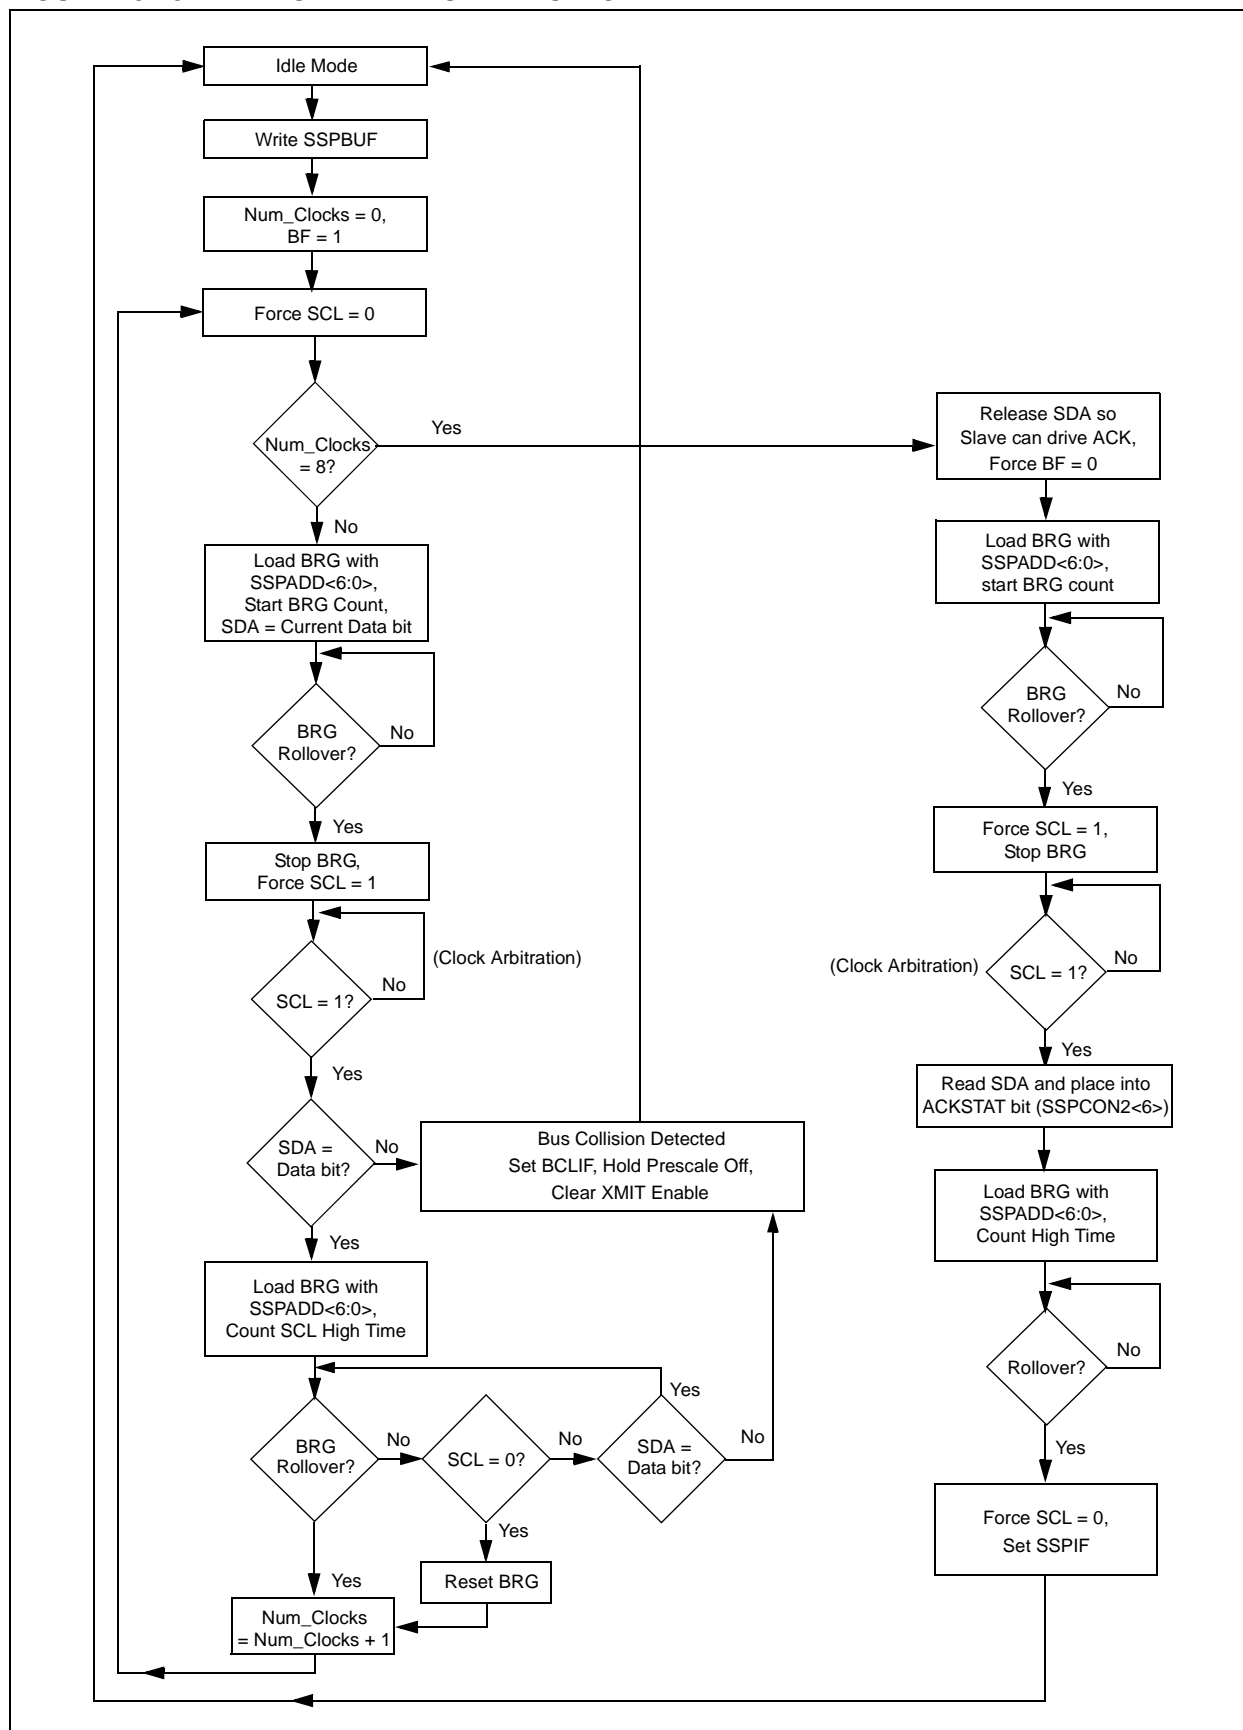 Idle Mode
Write SSPBUF
Num_Clocks = 0,
BF = 1
Force SCL = 0
Num_Clocks
= 8?
Yes
No
Load BRG with
SSPADD<6:0>,
Start BRG Count,
SDA = Current Data bit
BRG
Rollover?
No
Yes
Stop BRG,
Force SCL = 1
SCL = 1?
No
(Clock Arbitration)
Yes
SDA =
Data bit?
No
Bus Collision Detected
Set BCLIF, Hold Prescale Off,
Clear XMIT Enable
Yes
Load BRG with
SSPADD<6:0>,
Count SCL High Time
BRG
Rollover?
No
SCL = 0?
No
SDA =
Data bit?
Yes
No
Yes
Reset BRG
Yes
Num_Clocks
= Num_Clocks + 1
Release SDA so
Slave can drive ACK,
Force BF = 0
Load BRG with
SSPADD<6:0>,
start BRG count
BRG
Rollover?
No
Yes
Force SCL = 1,
Stop BRG
(Clock Arbitration)
SCL = 1?
No
Yes
Read SDA and place into
ACKSTAT bit (SSPCON2<6>)
Load BRG with
SSPADD<6:0>,
Count High Time
Rollover?
No
Yes
Force SCL = 0,
Set SSPIF